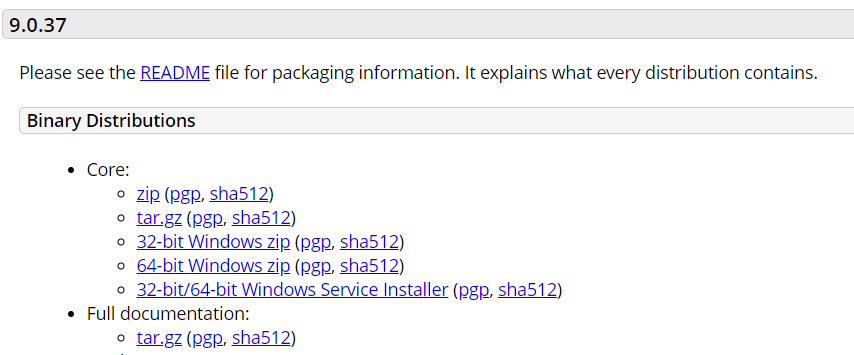 9.0.37
Please see the README file for packaging information. It explains what every distribution contains.
Binary Distributions
Core:
zip (pgp, sha512)
tar.gz (pgp, sha512)
32-bit Windows zip (pgp, sha512)
64-bit Windows zip (pgp, sha512)
32-bit/64-bit Windows Service Installer (pgp, sha512)
Full documentation:
tar.gz (pgp, sha512)